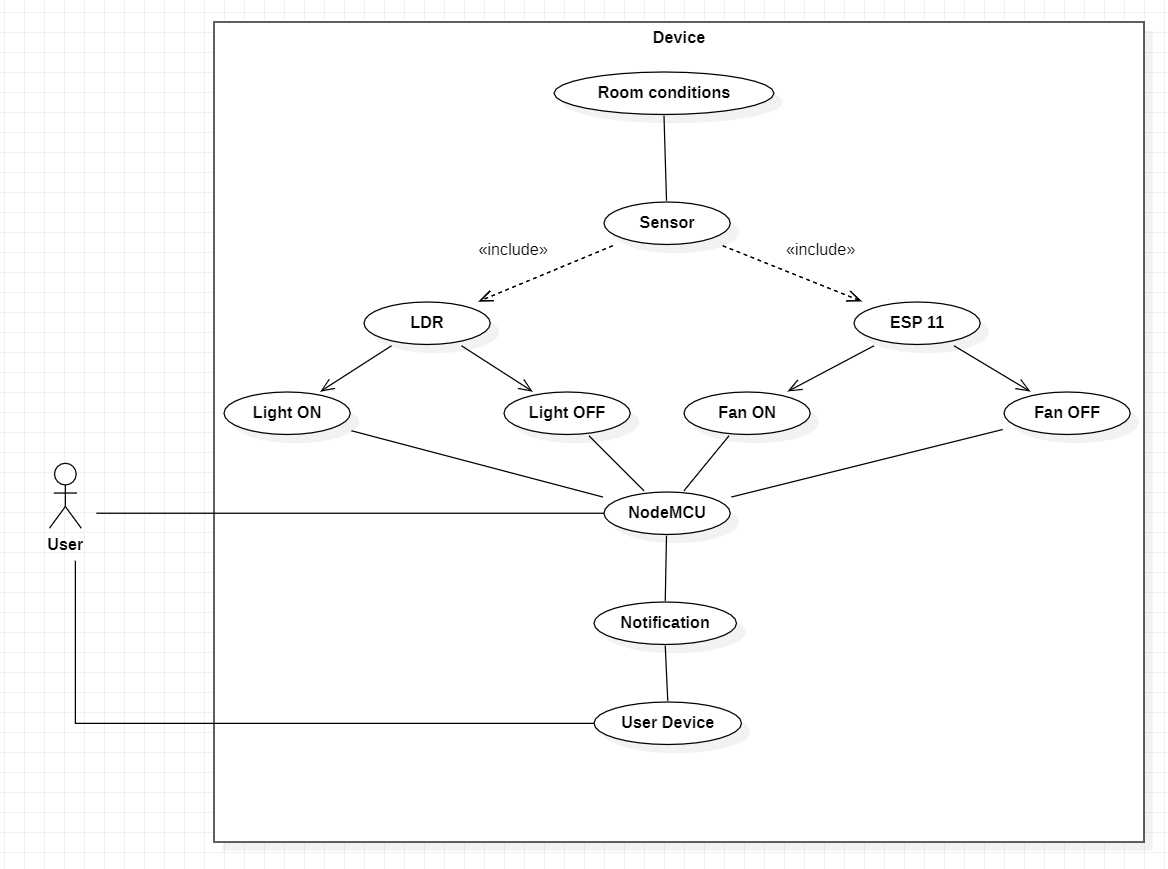 Device
Room conditions
Sensor
«include»
«include»
LDR
ESP 11
Light ON
Light OFF
Fan ON
Fan OFF
NodeMCU
User
Notification
User Device